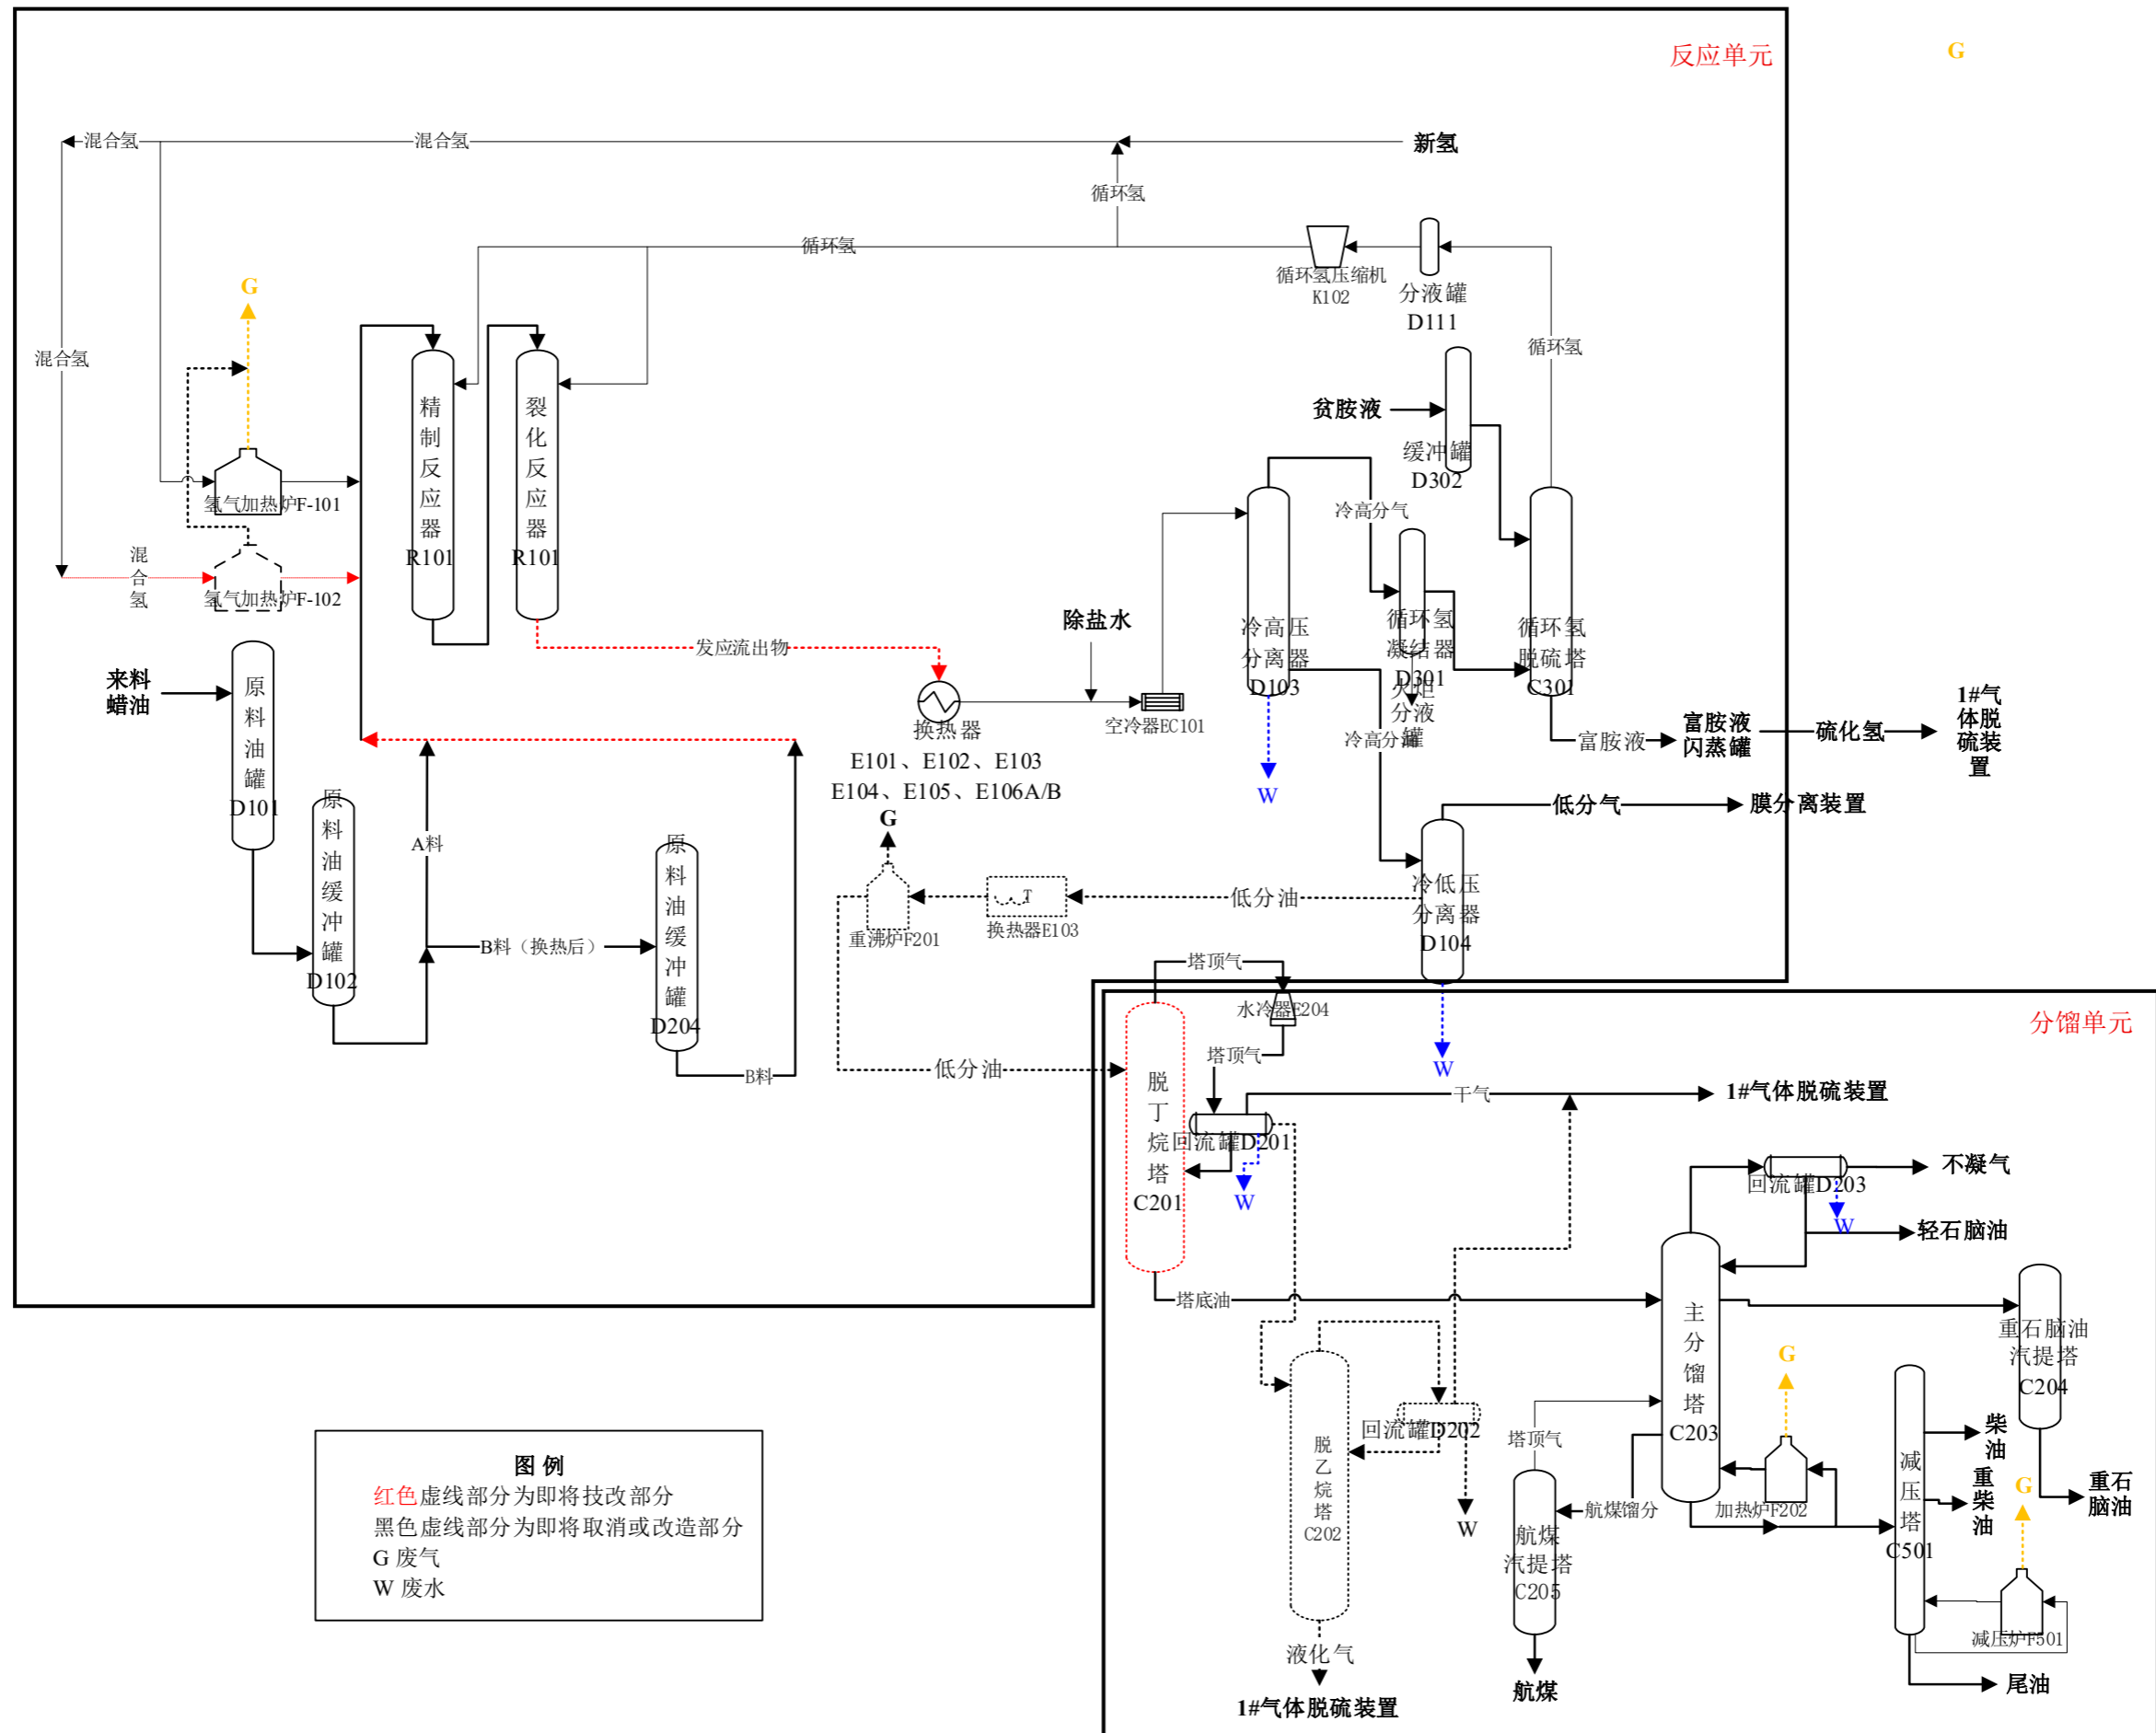 反应单元
G
混合氢
混合氢
新氢
循环氢
循环氢
循环氢压缩机
K102
分液罐
D111
G
混合氢
循环氢
精制反应器
R101
裂化反应器
R101
贫胺液
缓冲罐
D302
氢气加热炉F-101
冷高分气
混合氢
氢气加热炉F-102
除盐水
冷高压
分离器
D103
循环氢
凝结器
D301
循环氢
脱硫塔
C301
发应流出物
来料
蜡油
原料油罐
D101
火炬
分液
罐
换热器
E101、E102、E103
E104、E105、E106A/B
空冷器EC101
冷高分油
富胺液
富胺液
闪蒸罐
硫化氢
1#气
体脱
硫装
置
W
低分气
膜分离装置
原料油缓冲罐
D102
A料
B料（换热后）
原料油缓冲罐
D204
B料
G
重沸炉F201
换热器E103
T
低分油
冷低压
分离器
D104
塔顶气
水冷器E204
分馏单元
塔顶气
W
低分油
脱丁烷塔
C201
干气
1#气体脱硫装置
回流罐D201
W
回流罐D203
不凝气
W
轻石脑油
塔底油
主分馏塔
C203
重石脑油
汽提塔
C204
G
脱乙烷塔
C202
回流罐D202
W
塔顶气
航煤馏分
加热炉F202
减压塔
C501
柴
油
重
柴
油
G
重石
脑油
航煤
汽提塔
C205
减压炉F501
液化气
1#气体脱硫装置
航煤
尾油
图 例
红色虚线部分为即将技改部分
黑色虚线部分为即将取消或改造部分
G 废气
W 废水